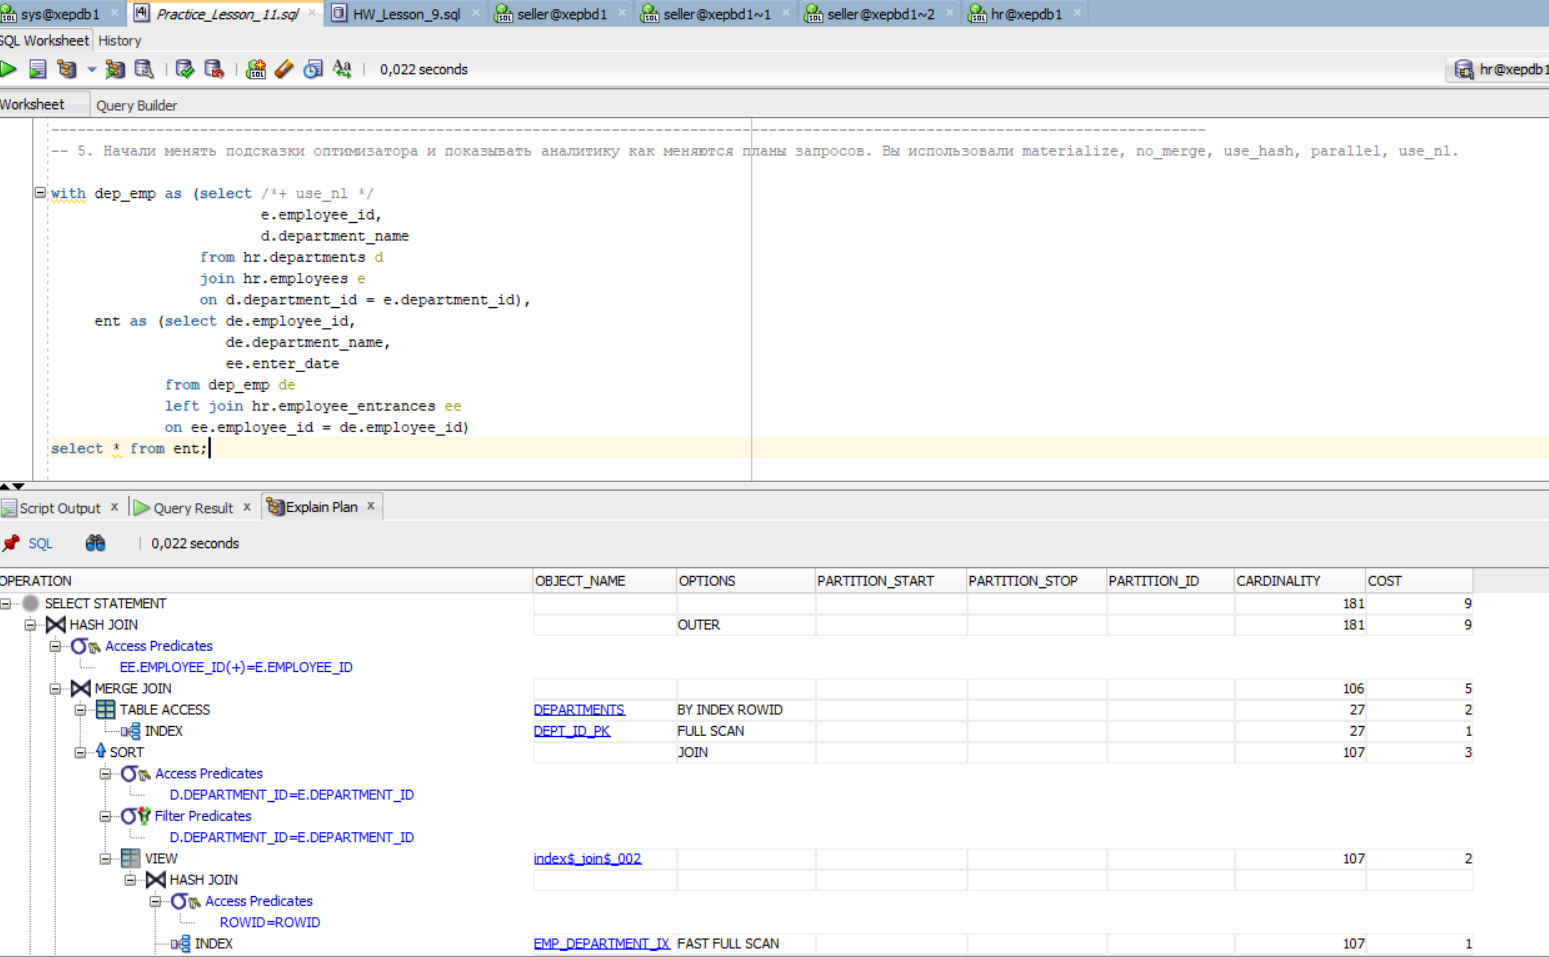 sys@xepdb1 Practice_Lesson_11.sql HW_Lesson_9.sql seller@xepbd1 seller@xepbd1~1 seller@xepbd1~2 hr@xepdb1
SQL Worksheet History
0,022 seconds hr@xepdb1
Worksheet Query Builder
-- 5. Начали менять подсказки оптимизатора и показывать аналитику как меняются планы запросов. Вы использовали materialize, no_merge, use_hash, parallel, use_nl.
with dep_emp as (select /*+ use_nl */
e.employee_id,
d.department_name
from hr.departments d
join hr.employees e
on d.department_id = e.department_id),
ent as (select de.employee_id,
de.department_name,
ee.enter_date
from dep_emp de
left join hr.employee_entrances ee
on ee.employee_id = de.employee_id)
select * from ent;
Script Output Query Result Explain Plan
SQL 0,022 seconds
OPERATION OBJECT_NAME OPTIONS PARTITION_START PARTITION_STOP PARTITION_ID CARDINALITY COST
SELECT STATEMENT 181 9
HASH JOIN OUTER 181 9
Access Predicates
EE.EMPLOYEE_ID(+)=E.EMPLOYEE_ID
MERGE JOIN 106 5
TABLE ACCESS DEPARTMENTS BY INDEX ROWID 27 2
INDEX DEPT_ID_PK FULL SCAN 27 1
SORT JOIN 107 3
Access Predicates
D.DEPARTMENT_ID=E.DEPARTMENT_ID
Filter Predicates
D.DEPARTMENT_ID=E.DEPARTMENT_ID
VIEW index$_join$_002 107 2
HASH JOIN
Access Predicates
ROWID=ROWID
INDEX EMP_DEPARTMENT_IX FAST FULL SCAN 107 1